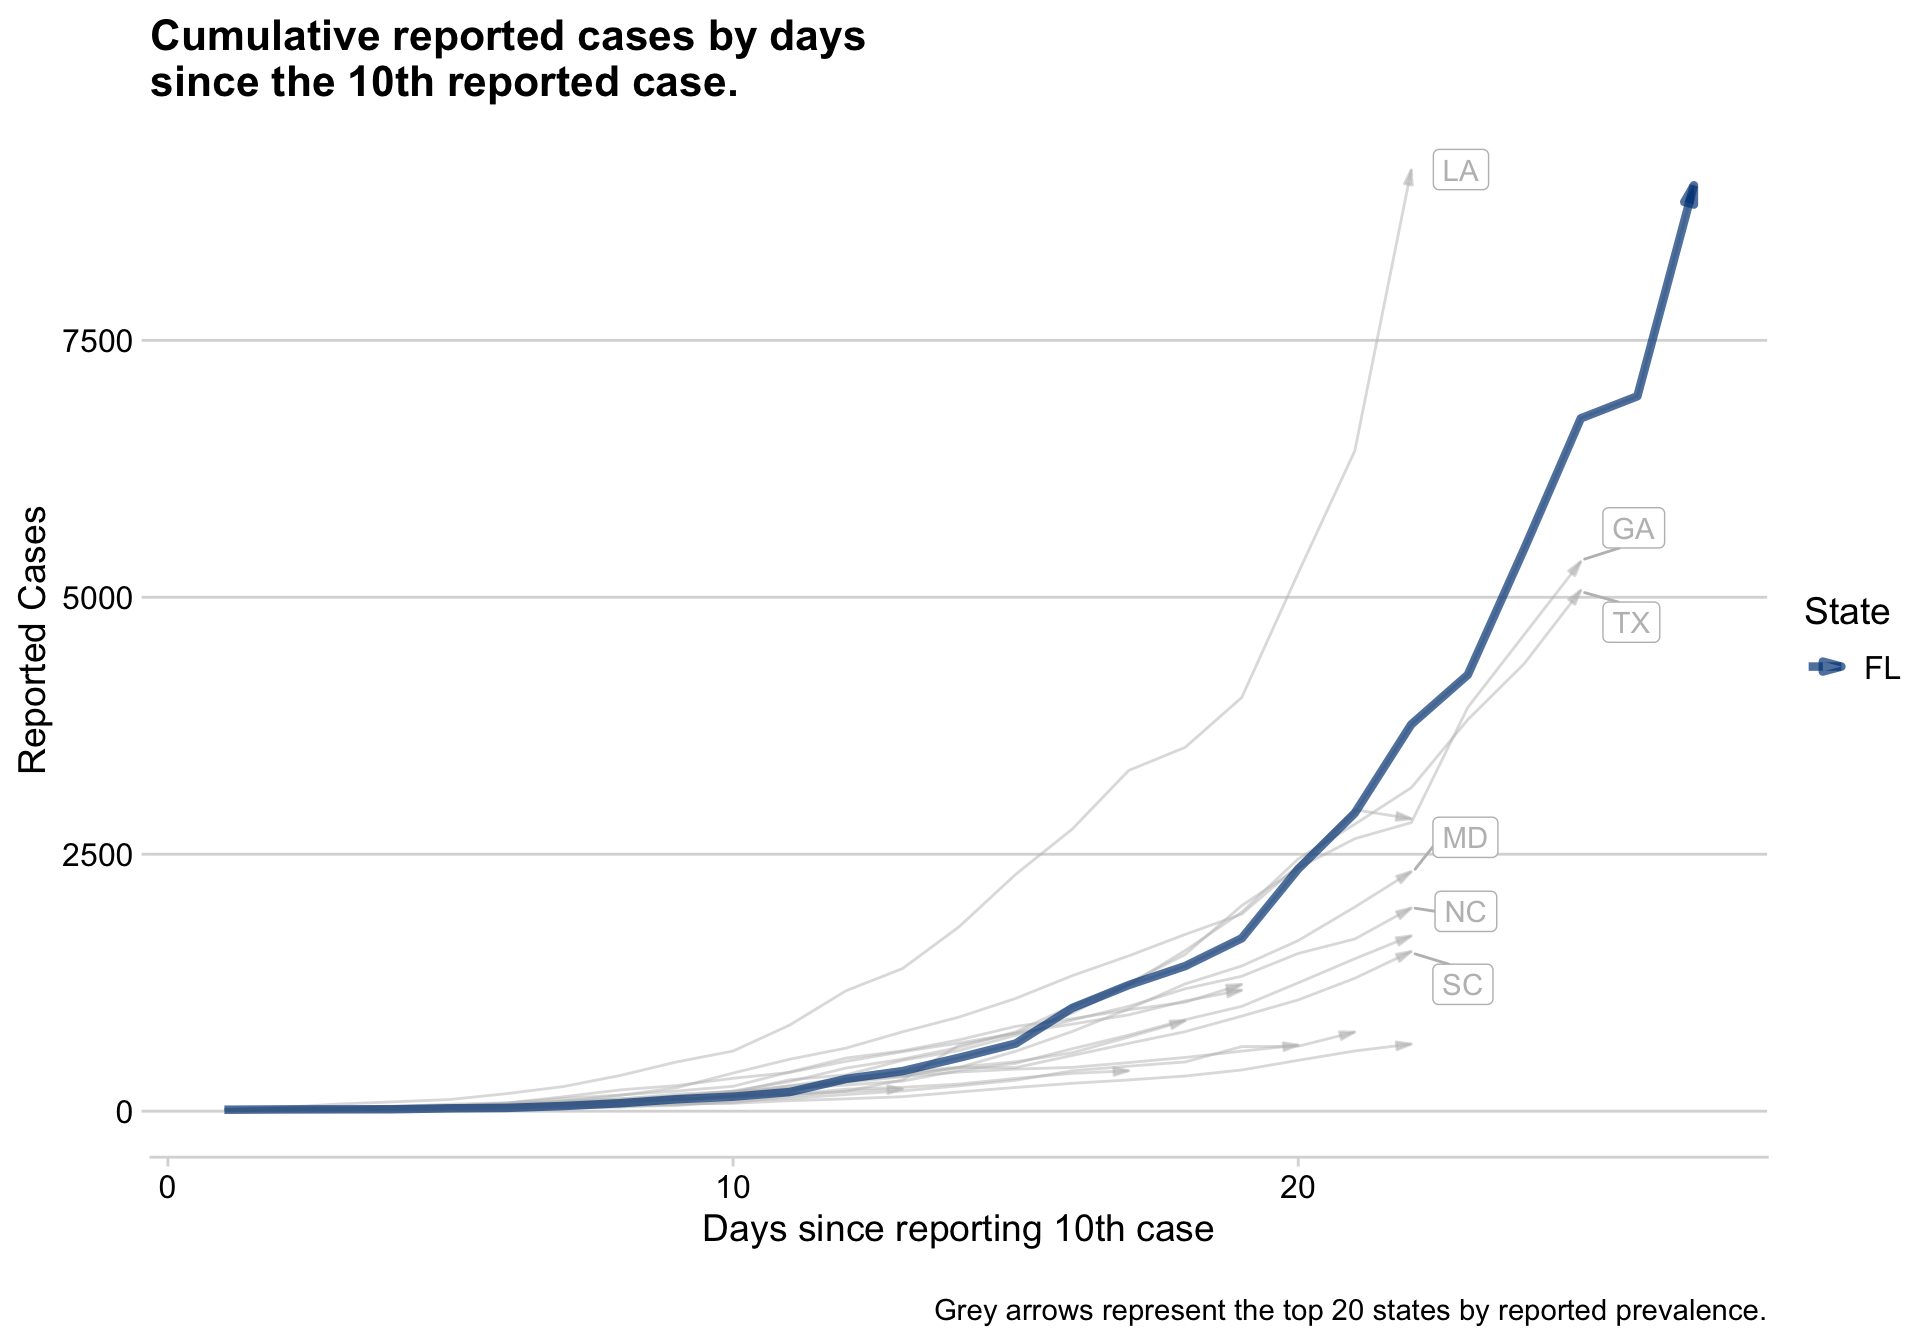 Cumulative reported cases by days
since the 10th reported case.
LA
7500
GA
5000
TX
State
FL
Reported Cases
MD
2500
NC
SC
0
0 10 20
Days since reporting 10th case
Grey arrows represent the top 20 states by reported prevalence.